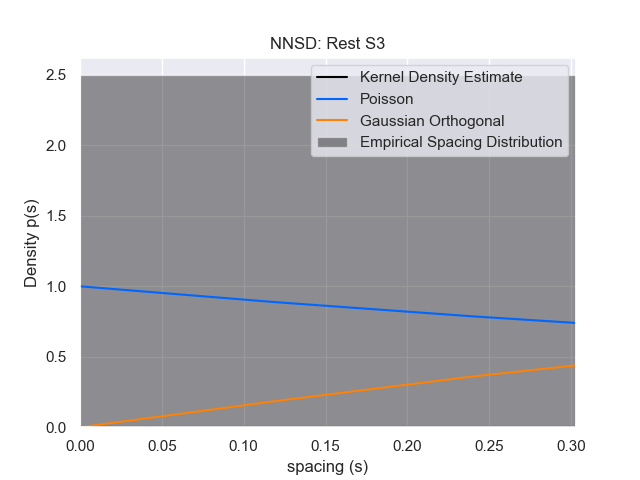 NNSD: Rest S3
Kernel Density Estimate
Poisson
Gaussian Orthogonal
Empirical Spacing Distribution
Density p(s)
2.5
2.0
1.5
1.0
0.5
0.0
0.00 0.05 0.10 0.15 0.20 0.25 0.30
spacing (s)